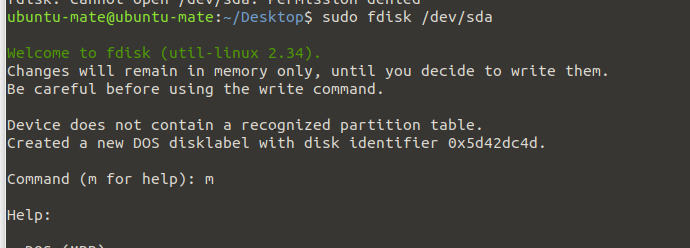 fdisk: cannot open /dev/sda: Permission denied
ubuntu-mate@ubuntu-mate:~/Desktop$ sudo fdisk /dev/sda
Welcome to fdisk (util-linux 2.34).
Changes will remain in memory only, until you decide to write them.
Be careful before using the write command.
Device does not contain a recognized partition table.
Created a new DOS disklabel with disk identifier 0x5d42dc4d.
Command (m for help): m
Help:
DOS (MBR)